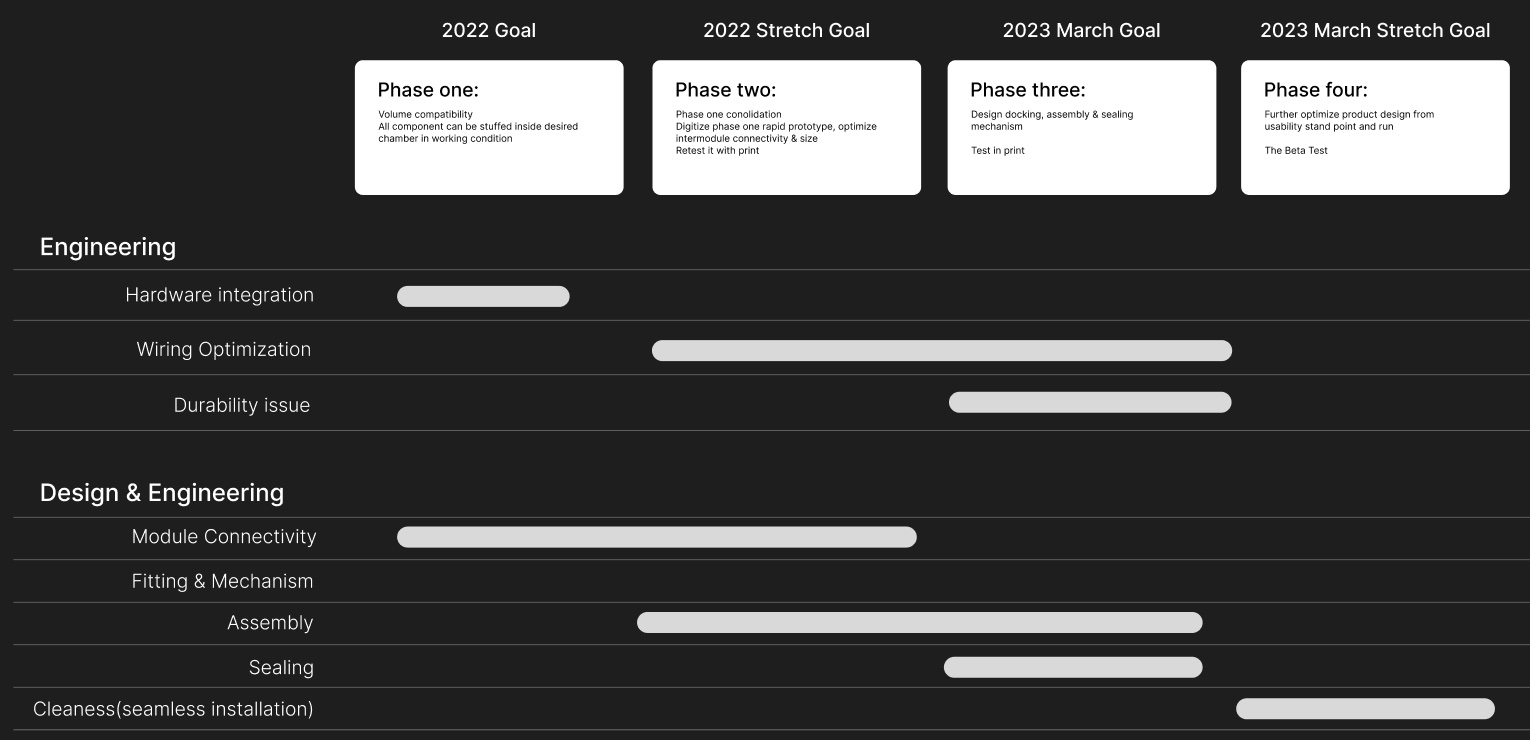 2022 Goal
2022 Stretch Goal
2023 March Goal
2023 March Stretch Goal
Phase one:
Volume compatibility
All component can be stuffed inside desired
chamber in working condition
Phase two:
Phase one conolidation
Digitize phase one rapid prototype, optimize
intermodule connectivity & size
Retest it with print
Phase three:
Design docking, assembly & sealing
mechanism
Test in print
Phase four:
Further optimize product design from
usability stand point and run
The Beta Test
Engineering
Hardware integration
Wiring Optimization
Durability issue
Design & Engineering
Module Connectivity
Fitting & Mechanism
Assembly
Sealing
Cleaness(seamless installation)